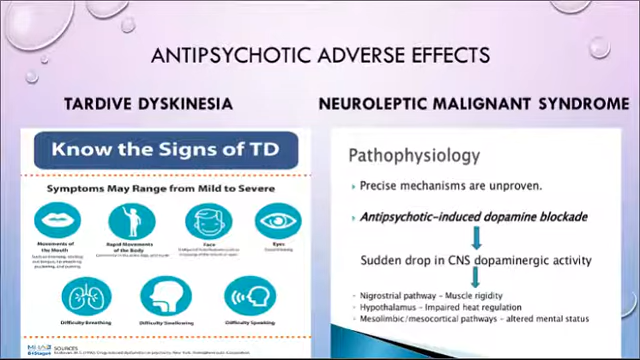 ANTIPSYCHOTIC ADVERSE EFFECTS
TARDIVE DYSKINESIA
Know the Signs of TD
Symptoms May Range from Mild to Severe
Movements of
the Mouth
Rapid Movements
of the Body
Face
Eyes
Difficulty Breathing
Difficulty Swallowing
Difficulty Speaking
SOURCES
NEUROLEPTIC MALIGNANT SYNDROME
Pathophysiology
Precise mechanisms are unproven.
Antipsychotic-induced dopamine blockade
Sudden drop in CNS dopaminergic activity
Nigrostrial pathway – Muscle rigidity
Hypothalamus – Impaired heat regulation
Mesolimbic/mesocortical pathways – altered mental status